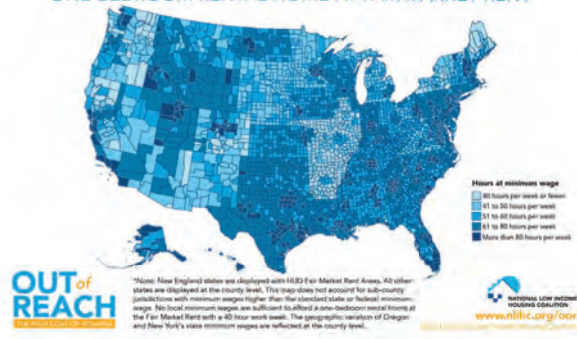 Hours at minimum wage
40 hours per week or fewer
41 to 50 hours per week
51 to 60 hours per week
61 to 80 hours per week
More than 80 hours per week
OUT of
REACH
THE HIGH COST OF HOUSING
*Note: New England states are displayed with HUD Fair Market Rent Areas. All other
states are displayed at the county level. This map does not account for sub-county
jurisdictions with minimum wages higher than the standard state or federal minimum
wage. No local minimum wages are sufficient to afford a one-bedroom rental home at
the Fair Market Rent with a 40 hour work week. The geographic variation of Oregon
and New York's state minimum wages are reflected at the county level.
NATIONAL LOW INCOME
HOUSING COALITION
www.nlihc.org/oor